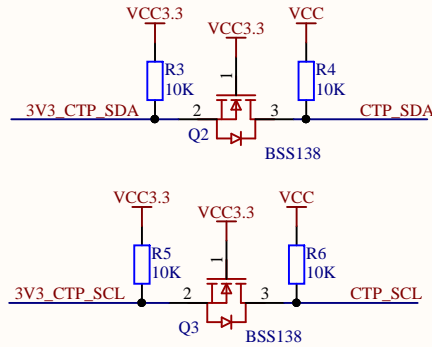 VCC3.3
VCC3.3
VCC
R3
10K
1
R4
10K
3V3_CTP_SDA
2
3
CTP_SDA
Q2
BSS138
VCC3.3
VCC3.3
VCC
R5
10K
1
R6
10K
3V3_CTP_SCL
2
3
CTP_SCL
Q3
BSS138